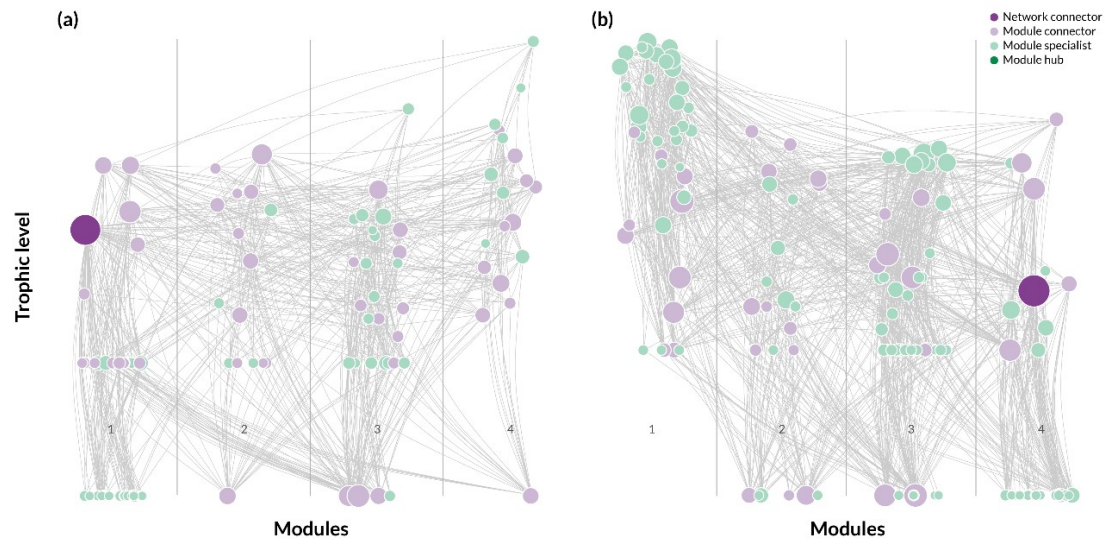 (a)
(b)
Network connector
Module connector
Module specialist
Module hub
Trophic level
1
2
3
4
1
2
3
4
Modules
Modules